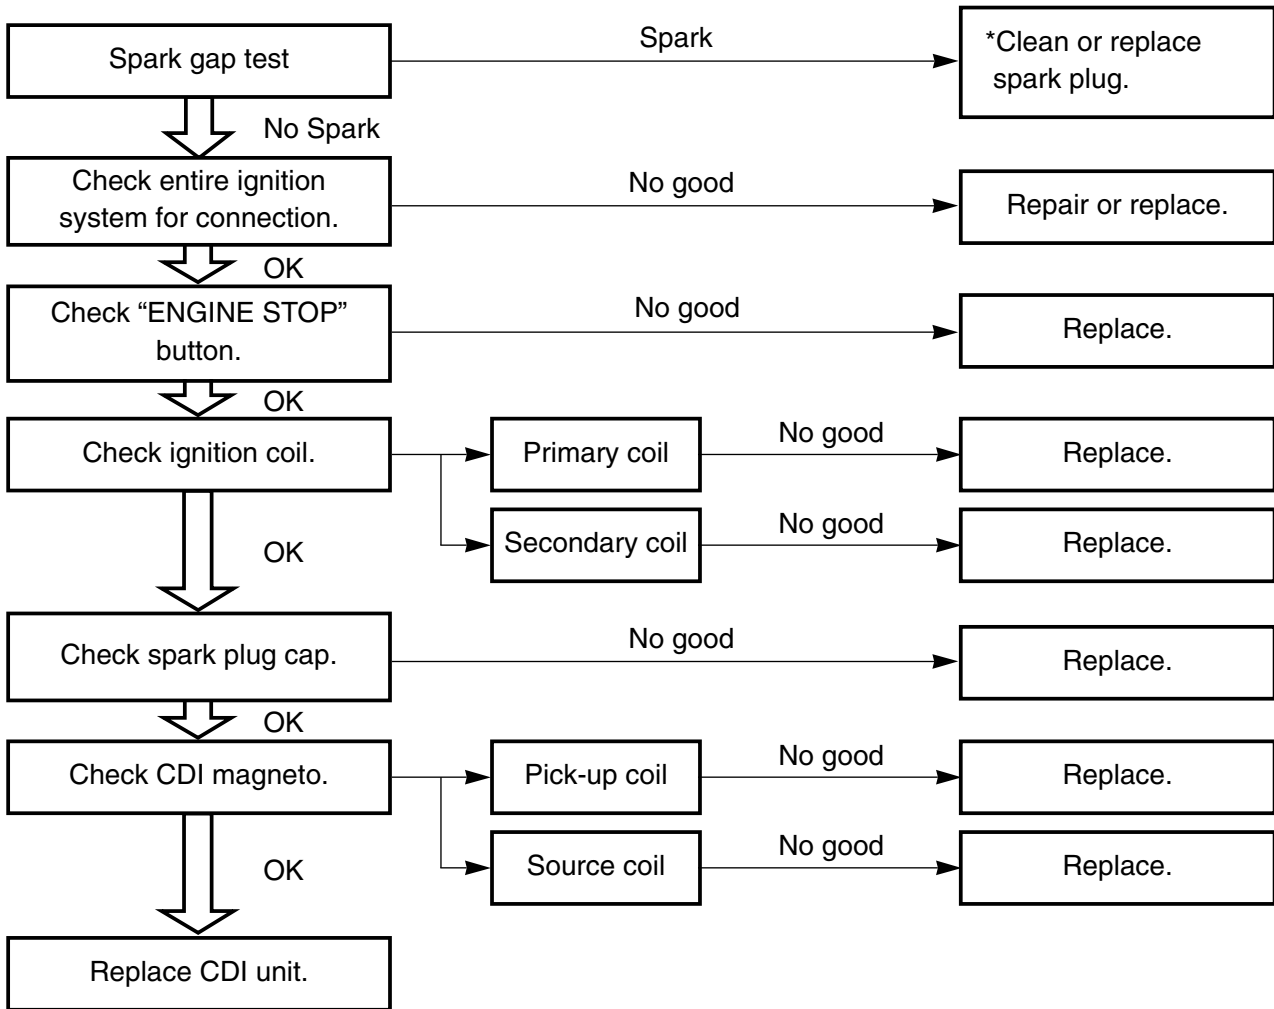 Spark gap test
Spark
*Clean or replace
spark plug.
No Spark
Check entire ignition
system for connection.
No good
Repair or replace.
OK
Check “ENGINE STOP”
button.
No good
Replace.
OK
Check ignition coil.
Primary coil
No good
Replace.
Secondary coil
No good
Replace.
OK
Check spark plug cap.
No good
Replace.
OK
Check CDI magneto.
Pick-up coil
No good
Replace.
Source coil
No good
Replace.
OK
Replace CDI unit.